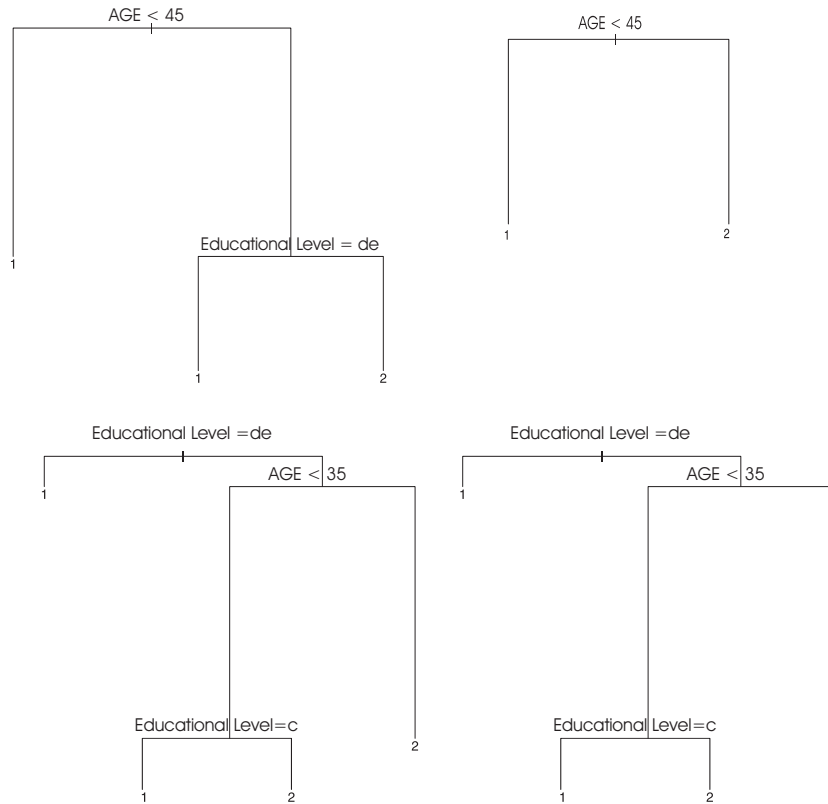 AGE < 45
1
Educational Level = de
1
2
AGE < 45
1
2
Educational Level =de
1
AGE < 35
Educational Level=c
1
2
2
Educational Level =de
1
AGE < 35
Educational Level=c
1
2